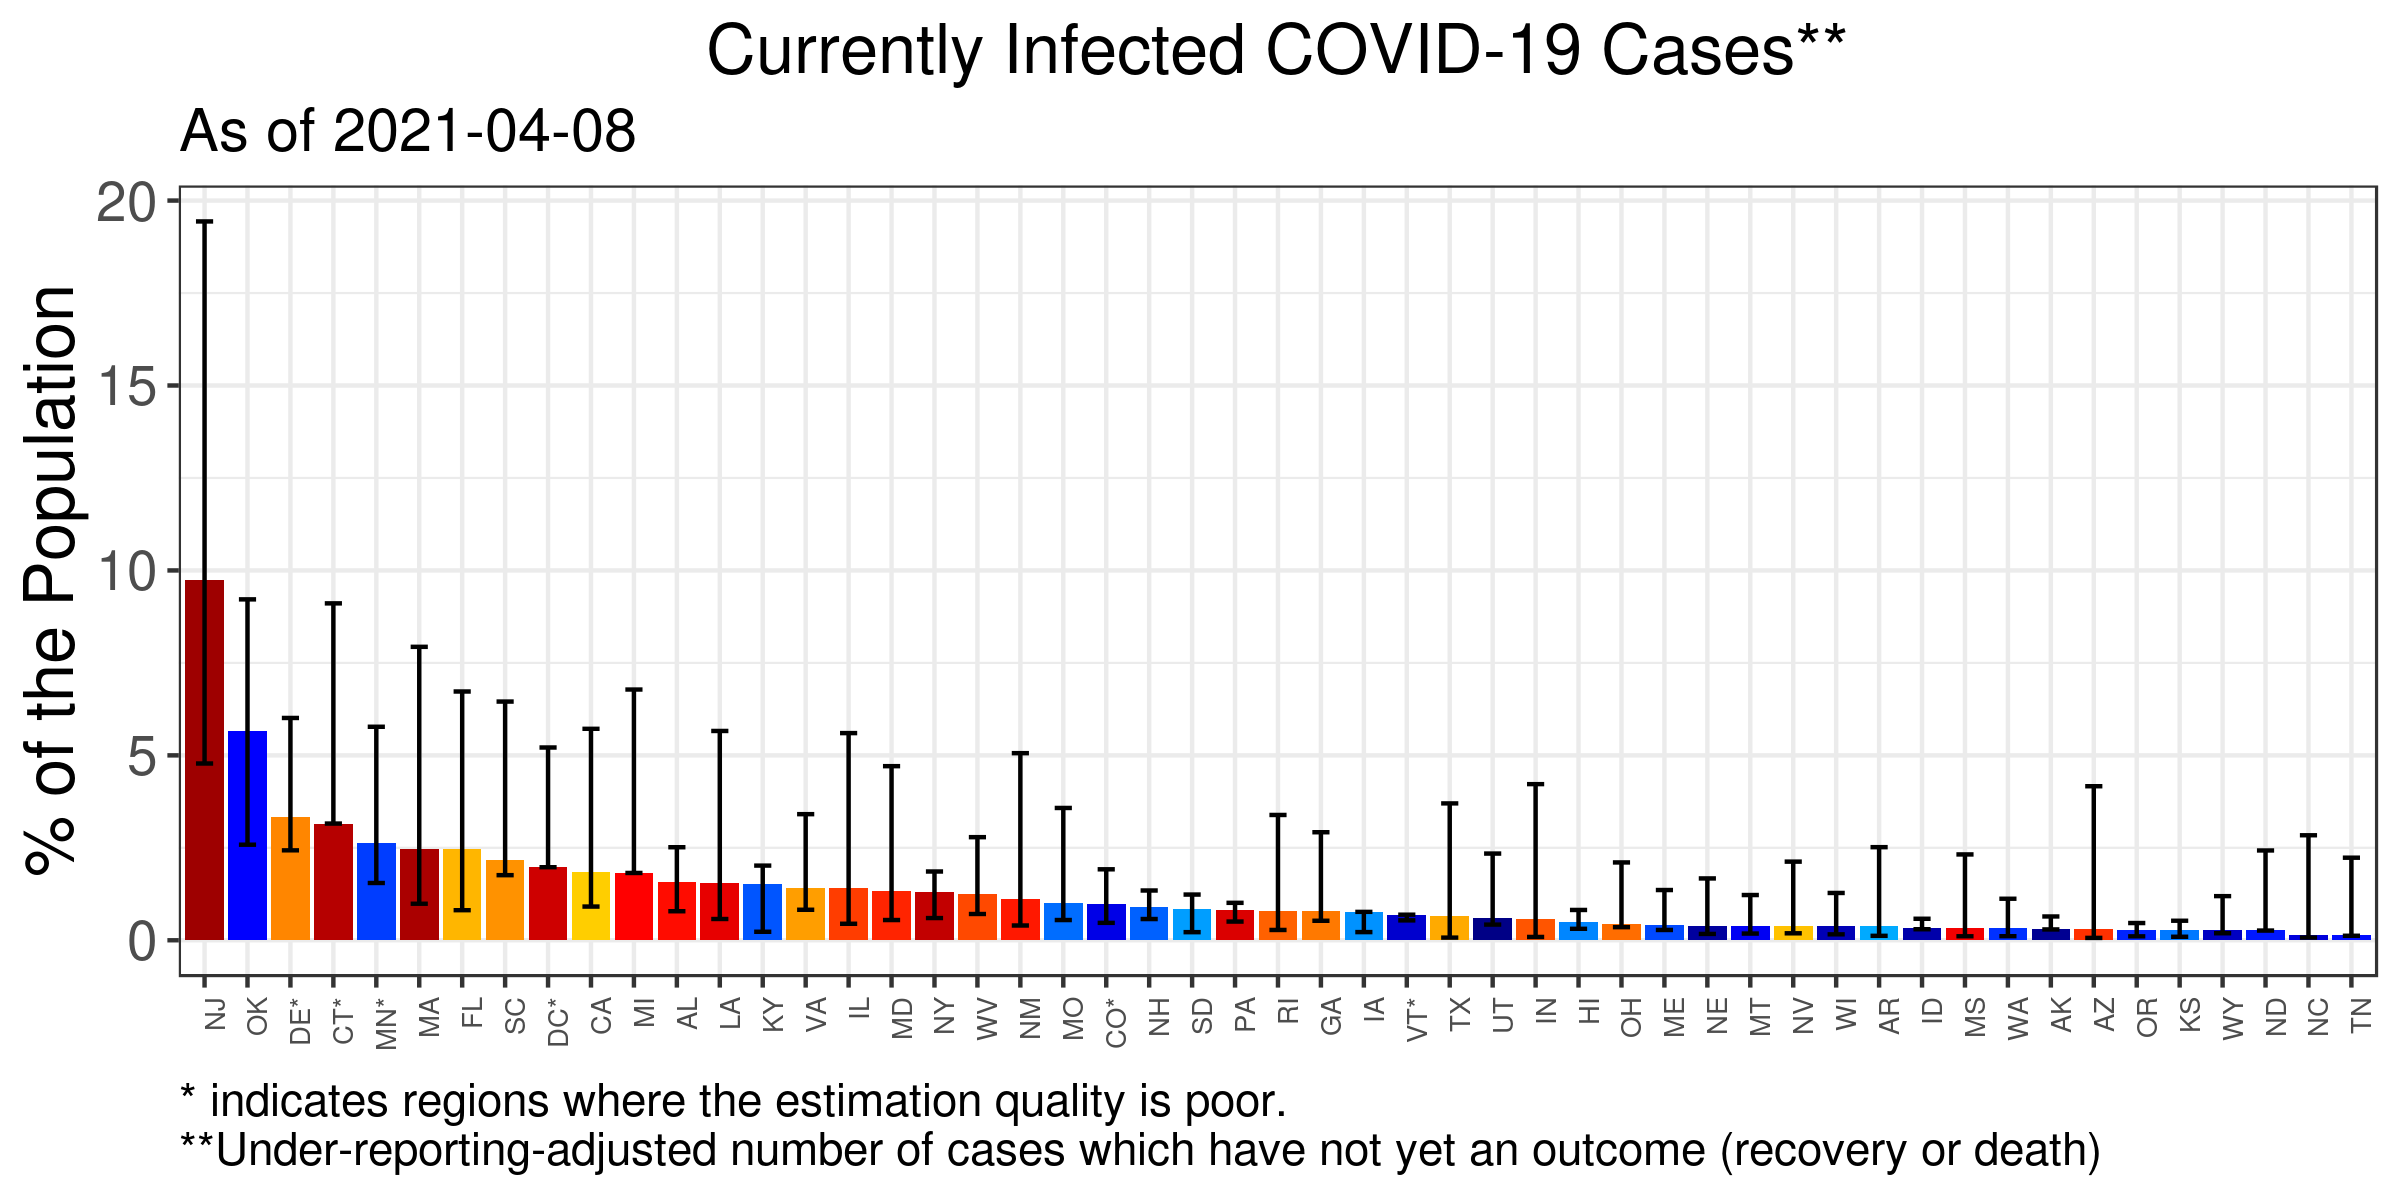 Currently Infected COVID-19 Cases**
As of 2021-04-08
% of the Population
20
15
10
5
0
NJ OK DE* CT* MN* MA FL SC DC* CA MI AL LA KY VA IL MD NY WV NM MO CO* NH SD PA RI GA IA VT* TX UT IN HI OH ME NE MT NV WI AR ID MS WA AK AZ OR KS WY ND NC TN
* indicates regions where the estimation quality is poor.
**Under-reporting-adjusted number of cases which have not yet an outcome (recovery or death)